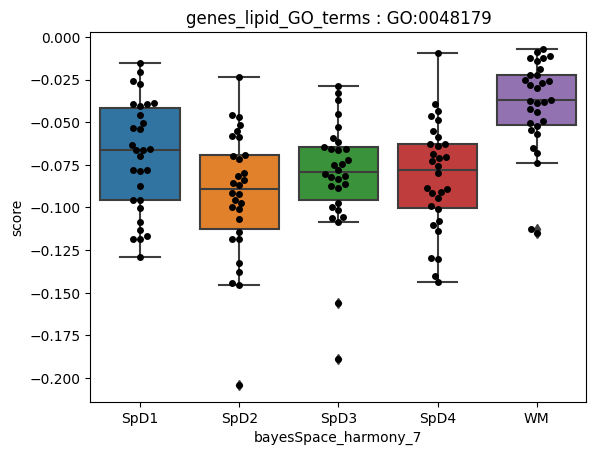 genes_lipid_GO_terms : GO:0048179
0.000
−0.025
−0.050
−0.075
−0.100
−0.125
−0.150
−0.175
−0.200
score
SpD1 SpD2 SpD3 SpD4 WM
bayesSpace_harmony_7